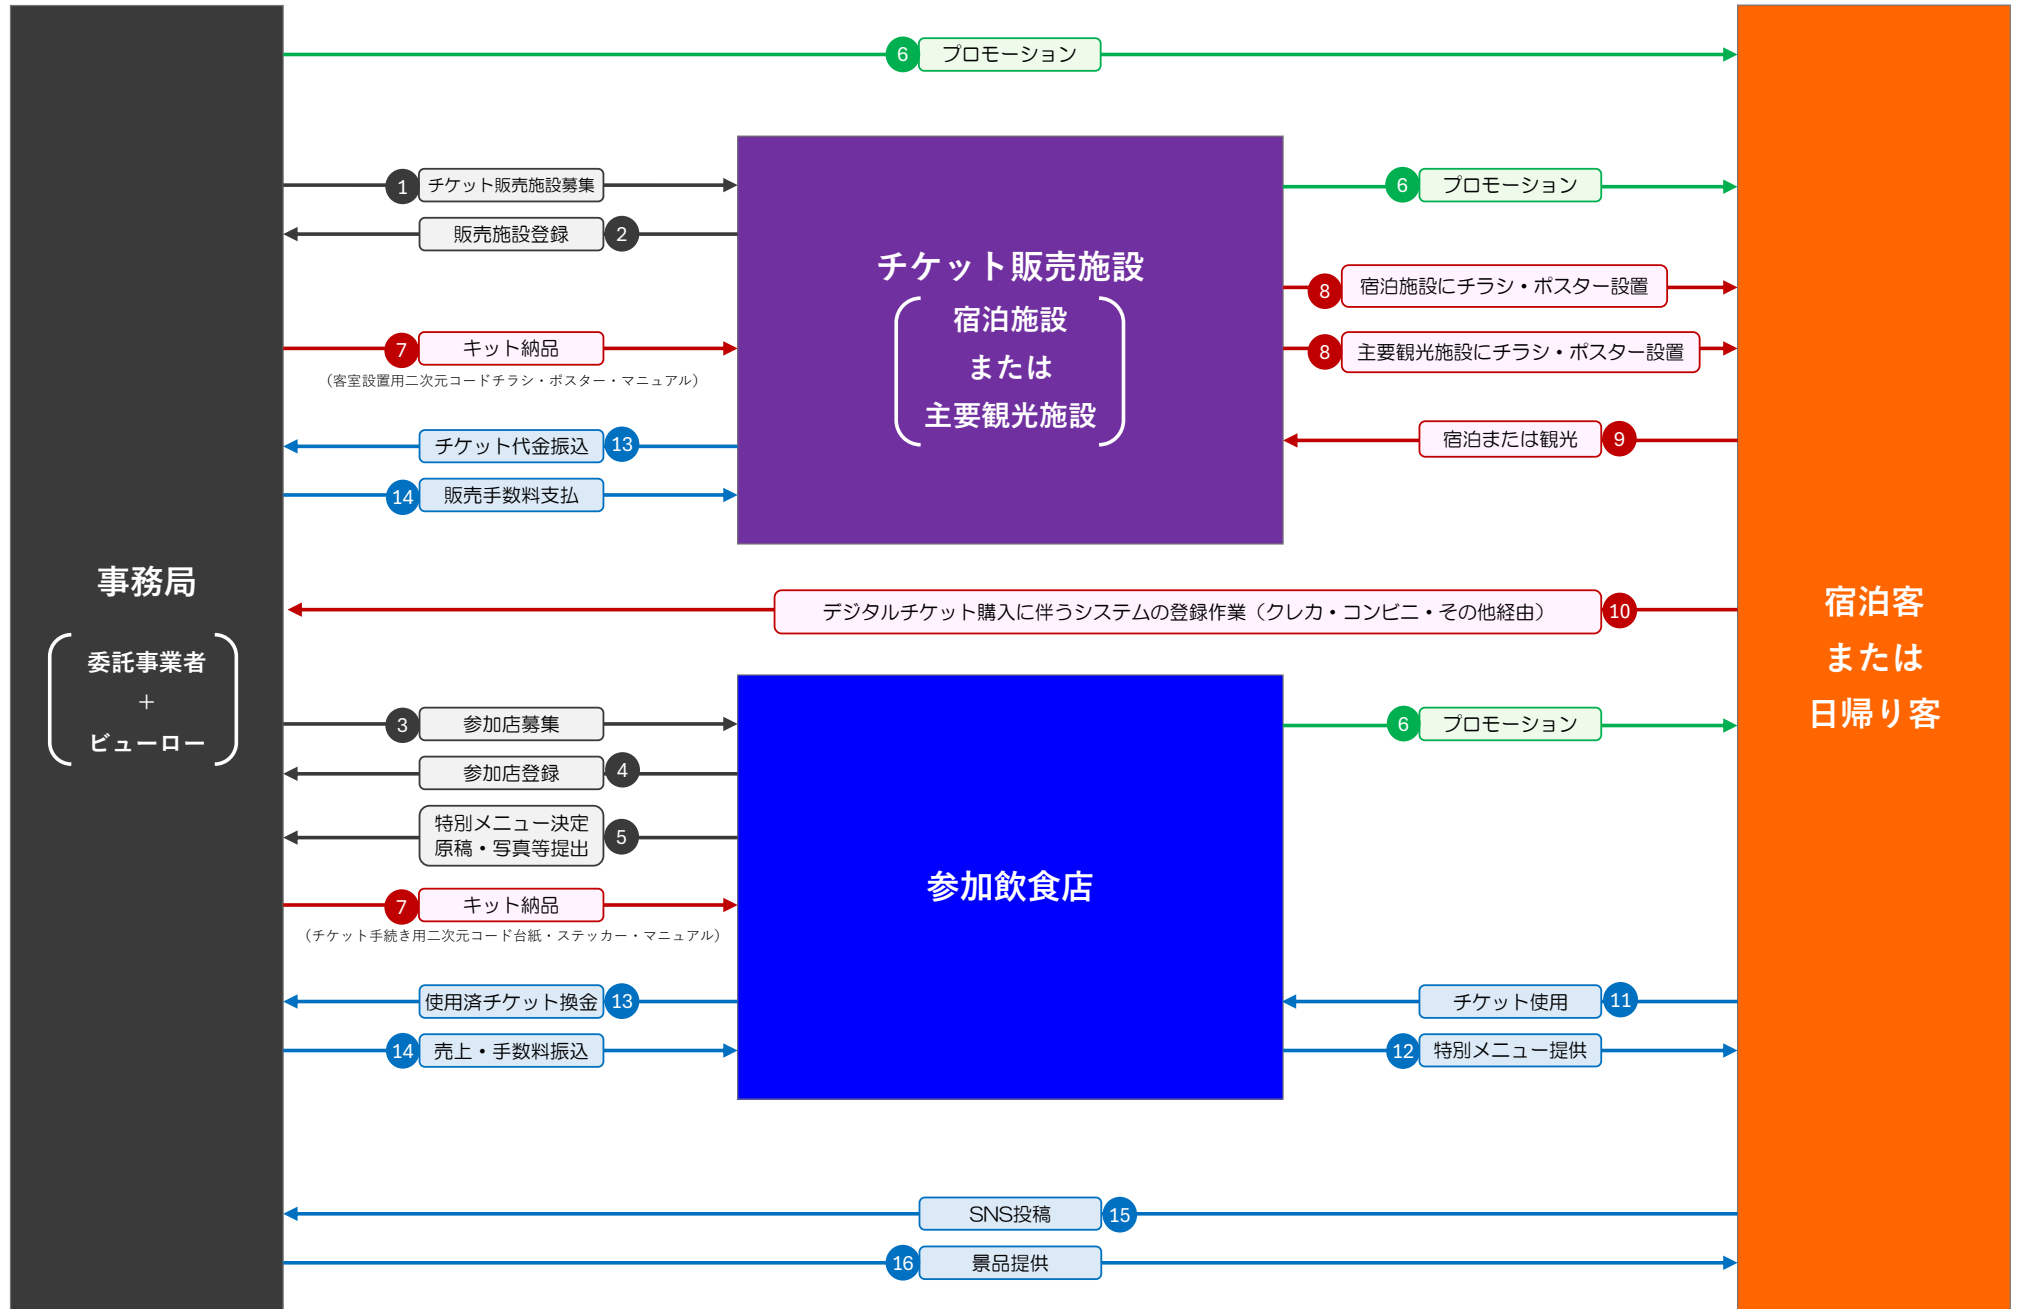 6 プロモーション
1 チケット販売施設募集
販売施設登録 2
7 キット納品
（客室設置用二次元コードチラシ・ポスター・マニュアル）
チケット代金振込 13
14 販売手数料支払
チケット販売施設
宿泊施設
または
主要観光施設
6 プロモーション
8 宿泊施設にチラシ・ポスター設置
8 主要観光施設にチラシ・ポスター設置
宿泊または観光 9
デジタルチケット購入に伴うシステムの登録作業（クレカ・コンビニ・その他経由） 10
事務局
委託事業者
＋
ビューロー
宿泊客
または
日帰り客
3 参加店募集
参加店登録 4
特別メニュー決定
原稿・写真等提出 5
7 キット納品
（チケット手続き用二次元コード台紙・ステッカー・マニュアル）
使用済チケット換金 13
14 売上・手数料振込
参加飲食店
6 プロモーション
チケット使用 11
12 特別メニュー提供
SNS投稿 15
16 景品提供